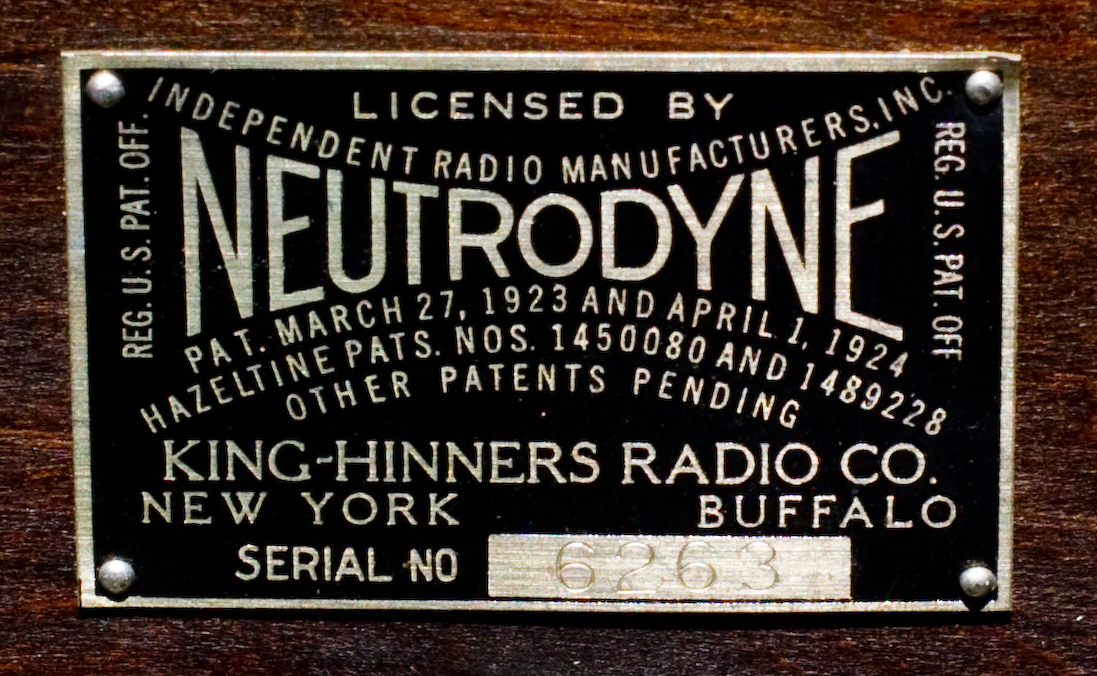 LICENSED BY
INDEPENDENT RADIO MANUFACTURERS, INC.
REG. U. S. PAT. OFF.
NEUTRODYNE
REG. U. S. PAT. OFF
PAT. MARCH 27, 1923 AND APRIL 1, 1924
HAZELTINE PATS. NOS. 1450080 AND 1489228
OTHER PATENTS PENDING
KING-HINNERS RADIO CO.
NEW YORK BUFFALO
SERIAL NO 6263